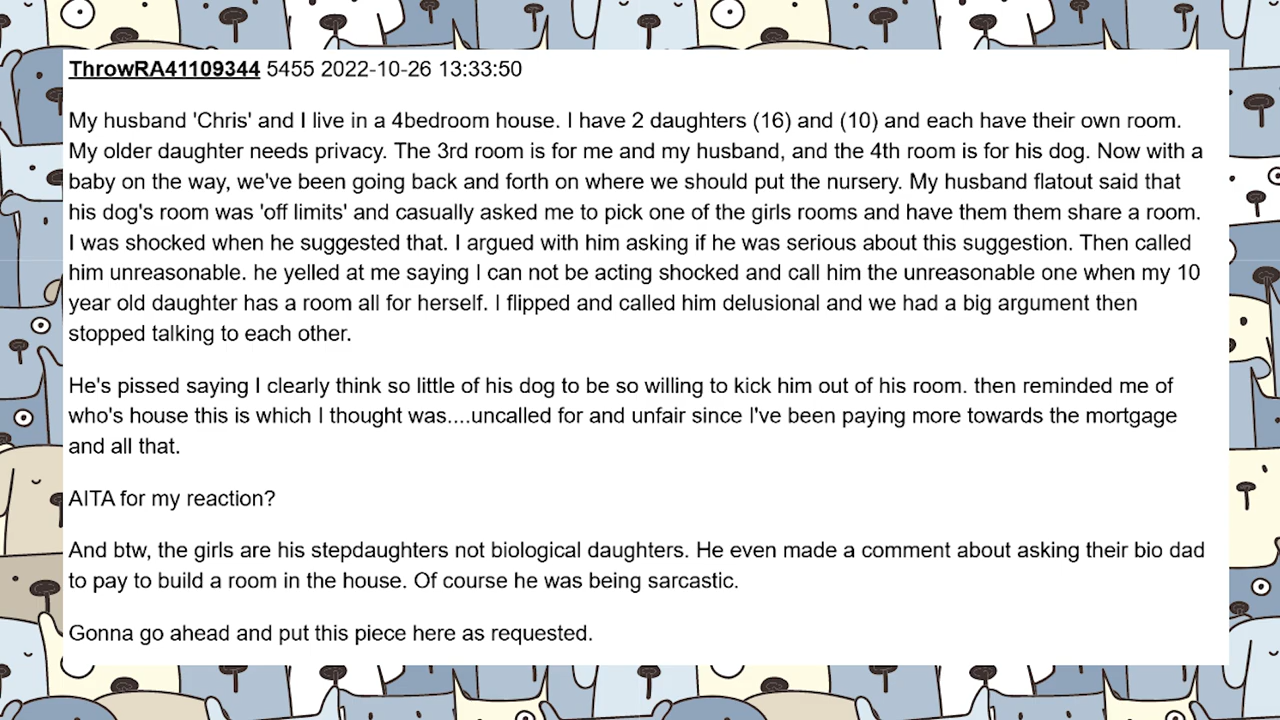 ThrowRA41109344 5455 2022-10-26 13:33:50
My husband 'Chris' and I live in a 4bedroom house. I have 2 daughters (16) and (10) and each have their own room.
My older daughter needs privacy. The 3rd room is for me and my husband, and the 4th room is for his dog. Now with a
baby on the way, we've been going back and forth on where we should put the nursery. My husband flatout said that
his dog's room was 'off limits' and casually asked me to pick one of the girls rooms and have them them share a room.
I was shocked when he suggested that. I argued with him asking if he was serious about this suggestion. Then called
him unreasonable. he yelled at me saying I can not be acting shocked and call him the unreasonable one when my 10
year old daughter has a room all for herself. I flipped and called him delusional and we had a big argument then
stopped talking to each other.
He's pissed saying I clearly think so little of his dog to be so willing to kick him out of his room. then reminded me of
who's house this is which I thought was....uncalled for and unfair since I've been paying more towards the mortgage
and all that.
AITA for my reaction?
And btw, the girls are his stepdaughters not biological daughters. He even made a comment about asking their bio dad
to pay to build a room in the house. Of course he was being sarcastic.
Gonna go ahead and put this piece here as requested.